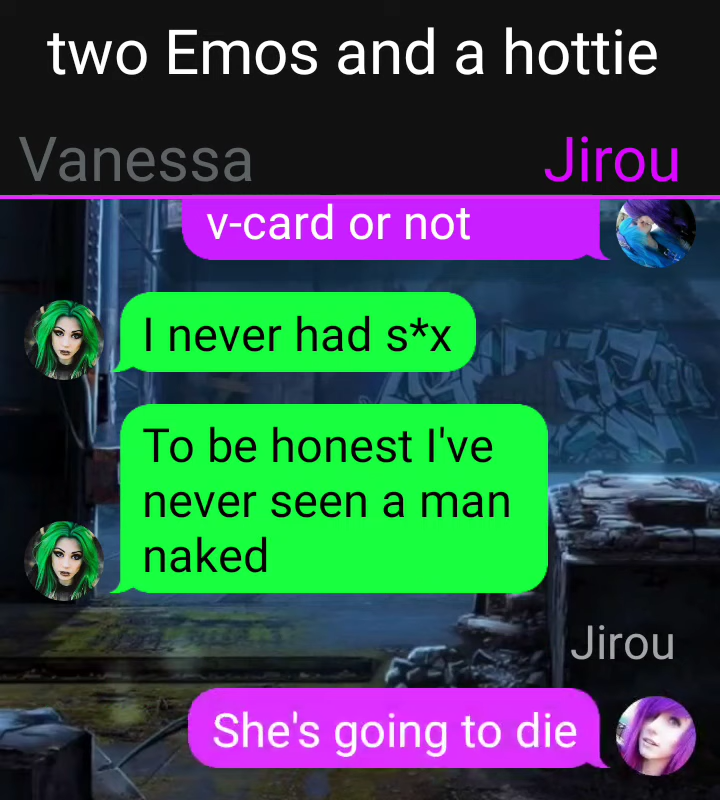 two Emos and a hottie
Vanessa
Jirou
v-card or not
I never had s*x
To be honest I've
never seen a man
naked
Jirou
She's going to die